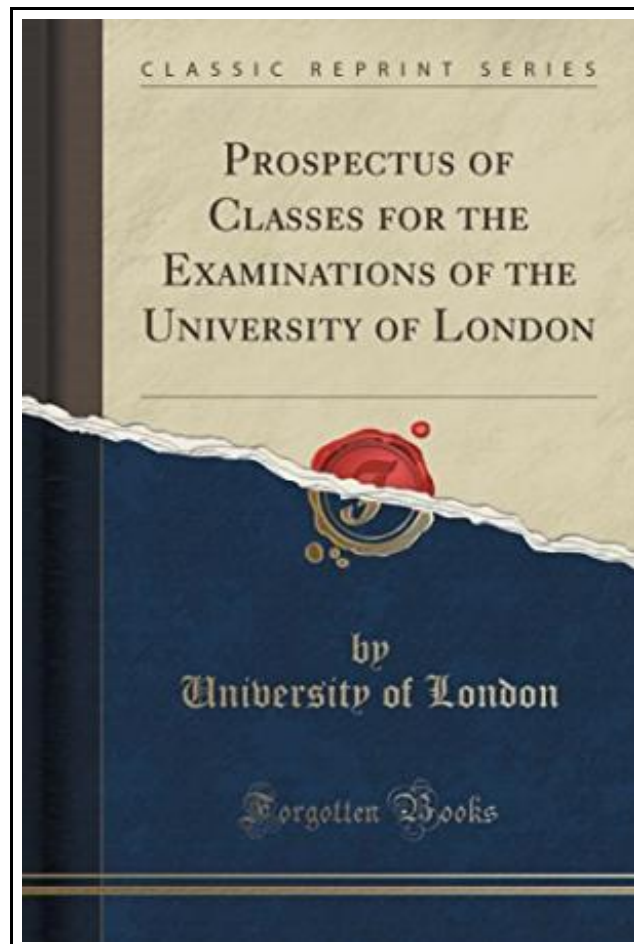 CLASSIC REPRINT SERIES
PROSPECTUS OF
CLASSES FOR THE
EXAMINATIONS OF THE
UNIVERSITY OF LONDON
by
University of London
Forgotten Books